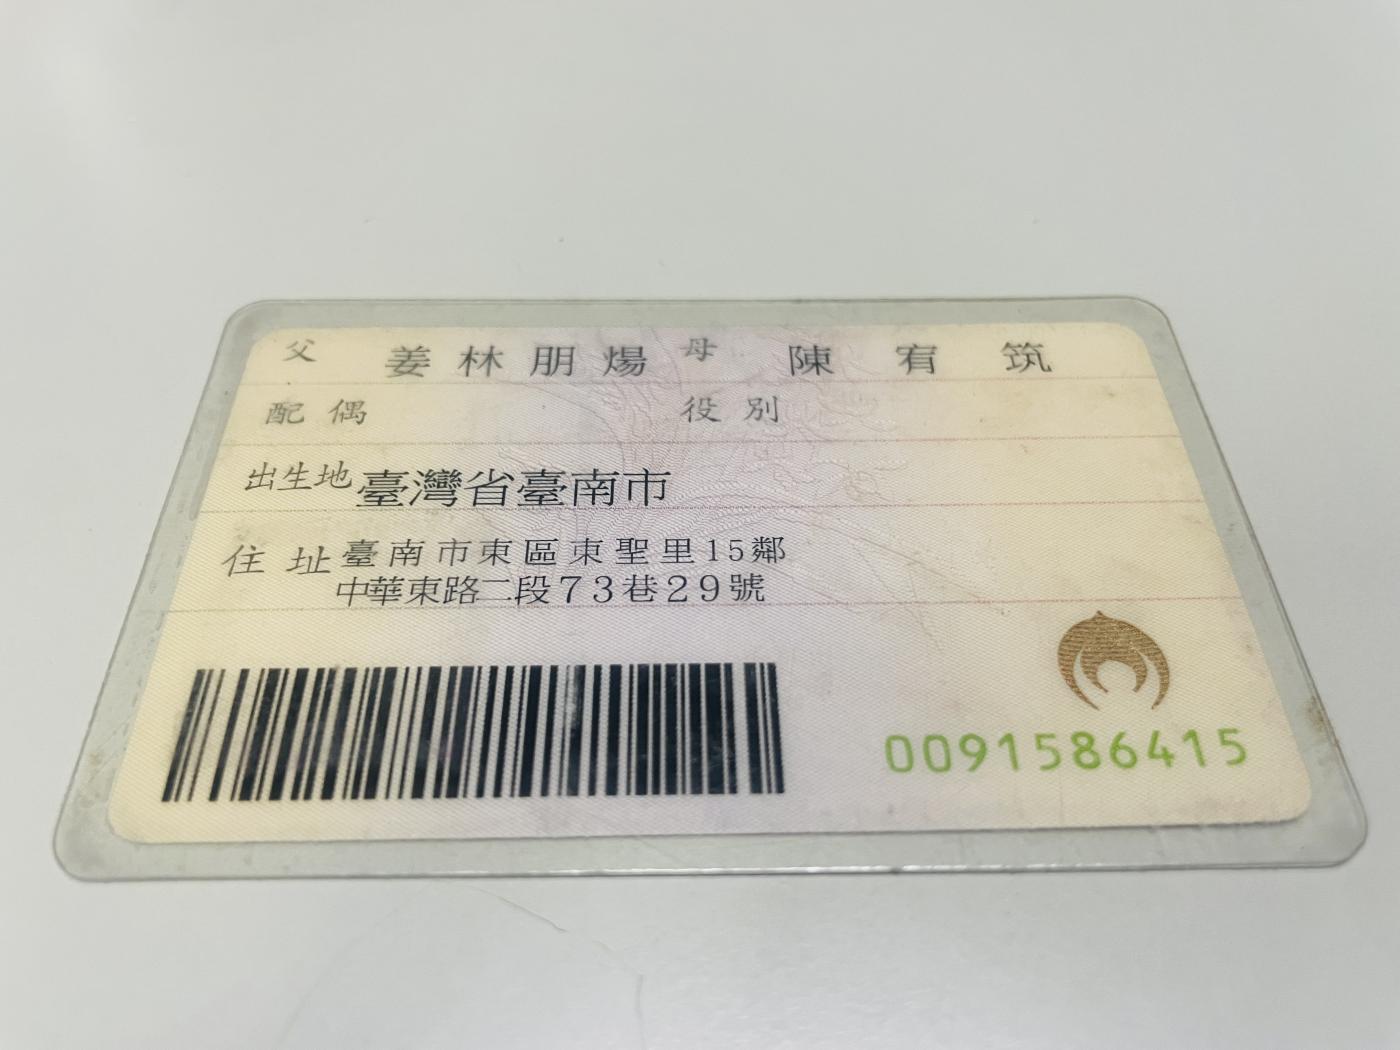 父 姜林朋煬 母 陳宥筑
配偶 役別
出生地 臺灣省臺南市
住址 臺南市東區東聖里15鄰
中華東路二段73巷29號
0091586415